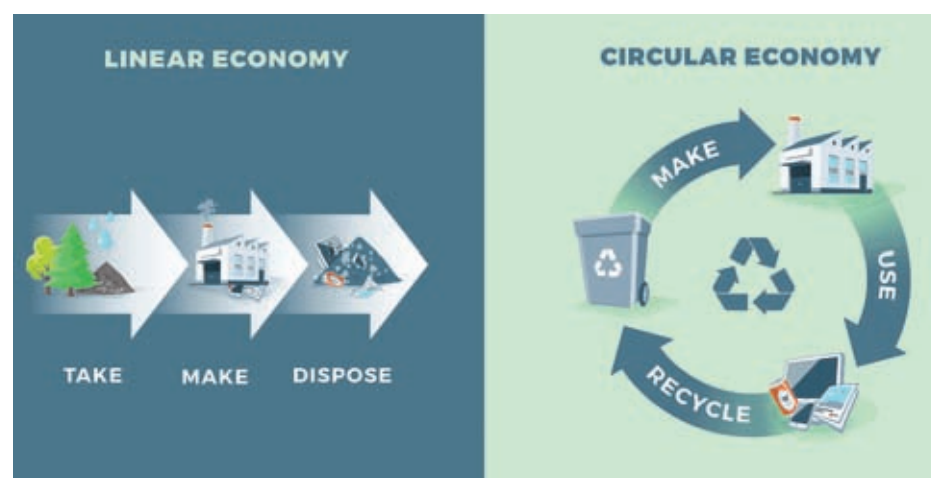 LINEAR ECONOMY
TAKE
MAKE
DISPOSE
CIRCULAR ECONOMY
MAKE
USE
RECYCLE